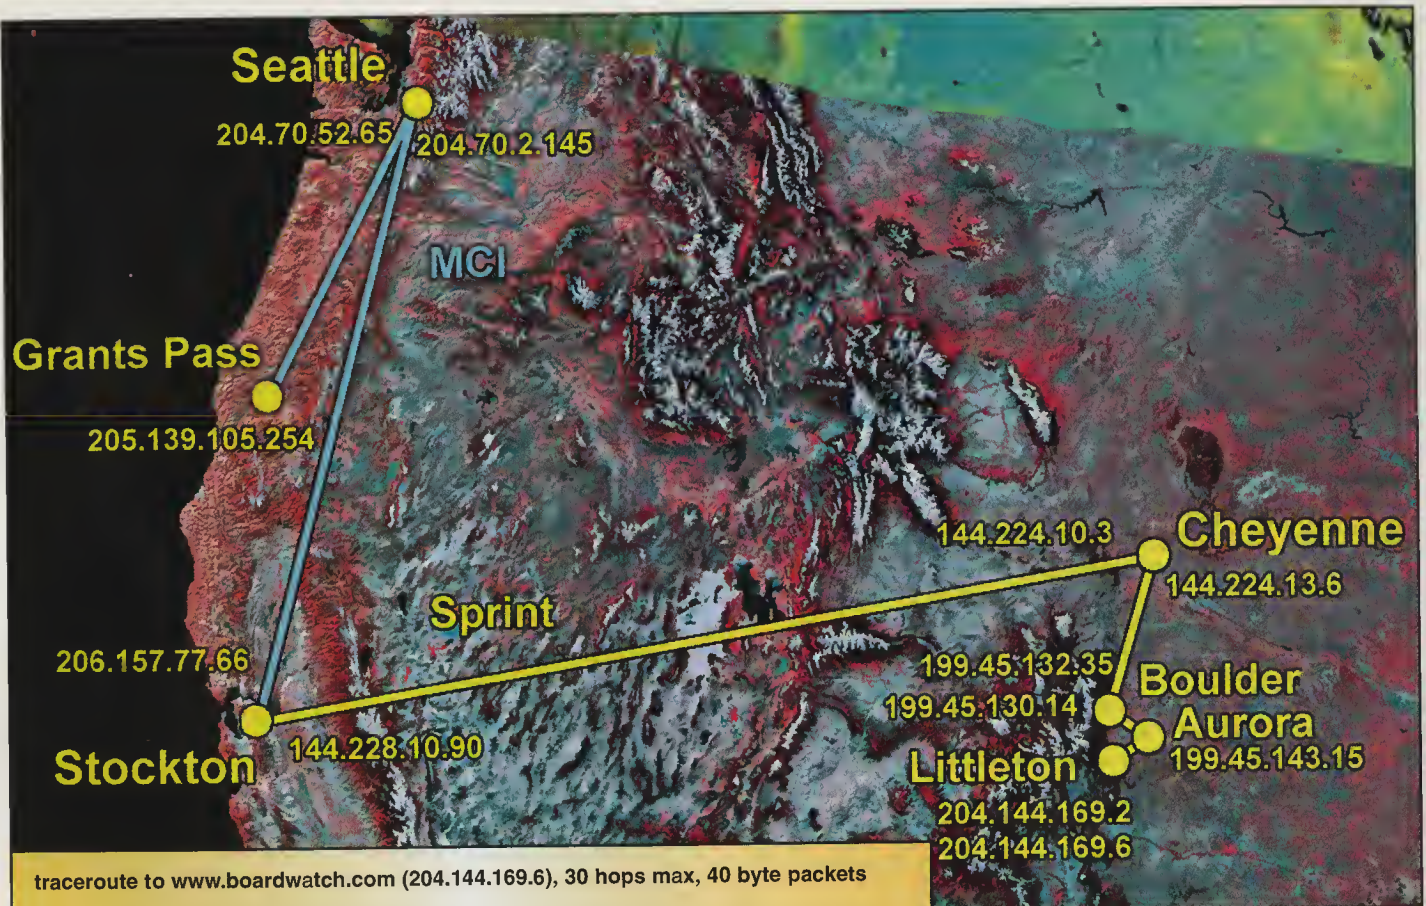 Seattle
204.70.52.65
204.70.2.145
MCI
Grants Pass
205.139.105.254
144.224.10.3
Cheyenne
144.224.13.6
Sprint
206.157.77.66
199.45.132.35
Boulder
199.45.130.14
Aurora
199.45.143.15
Stockton
144.228.10.90
Littleton
204.144.169.2
204.144.169.6
traceroute to www.boardwatch.com (204.144.169.6), 30 hops max, 40 byte packets